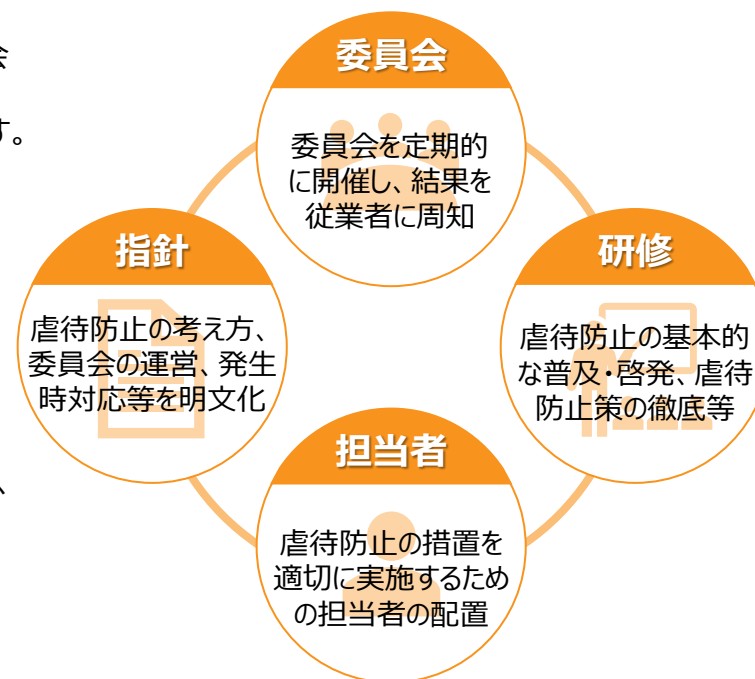 会
す。
、
委員会
委員会を定期的
に開催し、結果を
従業者に周知
指針
虐待防止の考え方、
委員会の運営、発生
時対応等を明文化
研修
虐待防止の基本的
な普及・啓発、虐待
防止策の徹底等
担当者
虐待防止の措置を
適切に実施するため
の担当者の配置